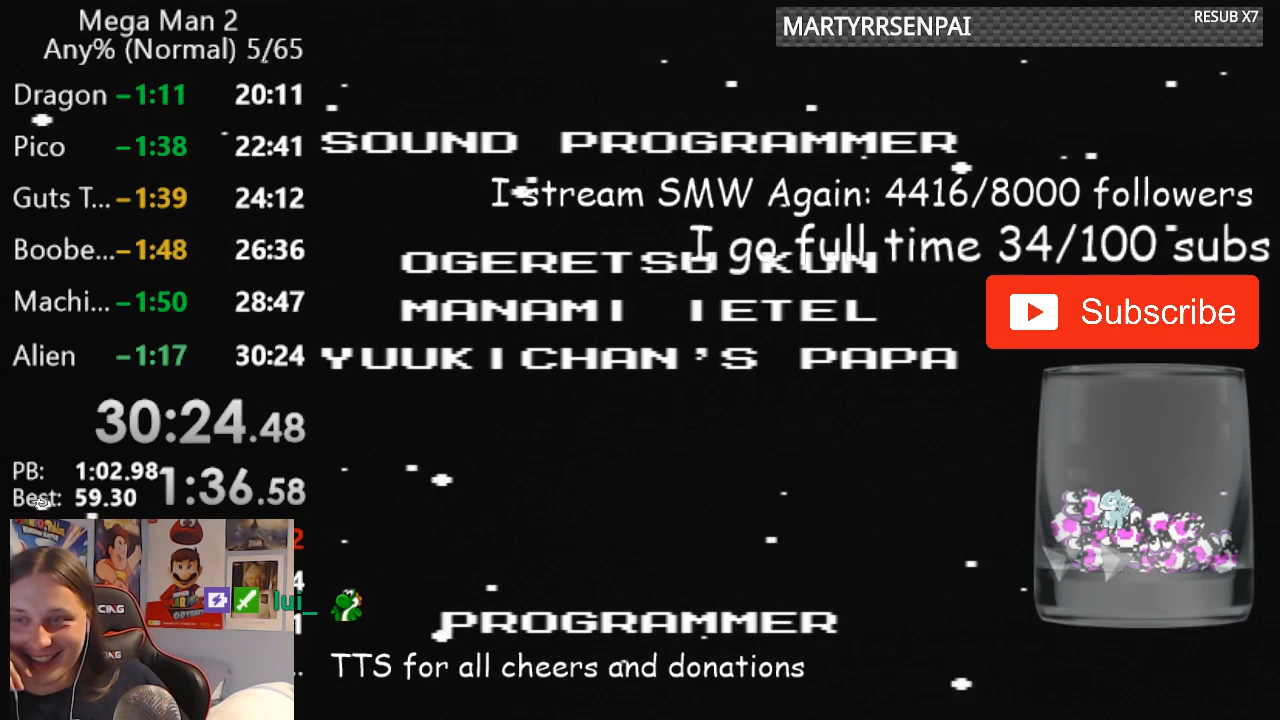 Mega Man 2
Any% (Normal) 5/65
Dragon -1:11 20:11
Pico -1:38 22:41
Guts T... -1:39 24:12
Boobe... -1:48 26:36
Machi... -1:50 28:47
Alien -1:17 30:24
30:24.48
PB: 1:02.98
Best: 59.30
1:36.58
MARTYRRSENPAI
RESUB X7
SOUND PROGRAMMER
I stream SMW Again: 4416/8000 followers
I go full time 34/100 subs
OGERETSU KUN
MANAMI IETEL
YUUKICHAN'S PAPA
Subscribe
lui_
PROGRAMMER
TTS for all cheers and donations